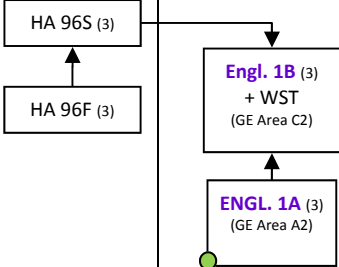 HA 96S (3)
HA 96F (3)
Engl. 1B (3)
+ WST
(GE Area C2)
ENGL. 1A (3)
(GE Area A2)